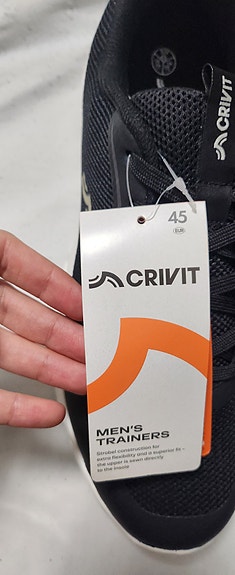 CRIVIT
45
EUR
CRIVIT
MEN'S
TRAINERS
Strobel construction for
extra flexibility and a superior fit –
the upper is sewn directly
to the insole